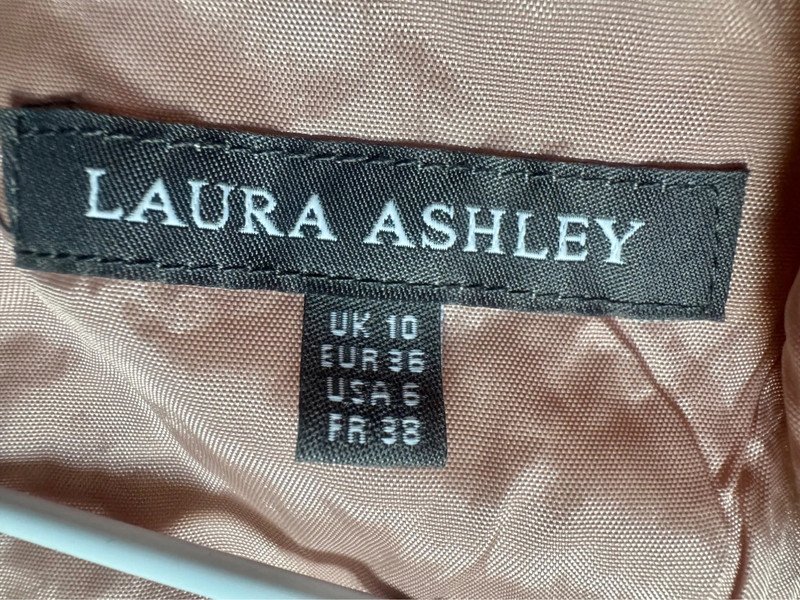 LAURA ASHLEY
UK 10
EUR 36
USA 6
FR 38